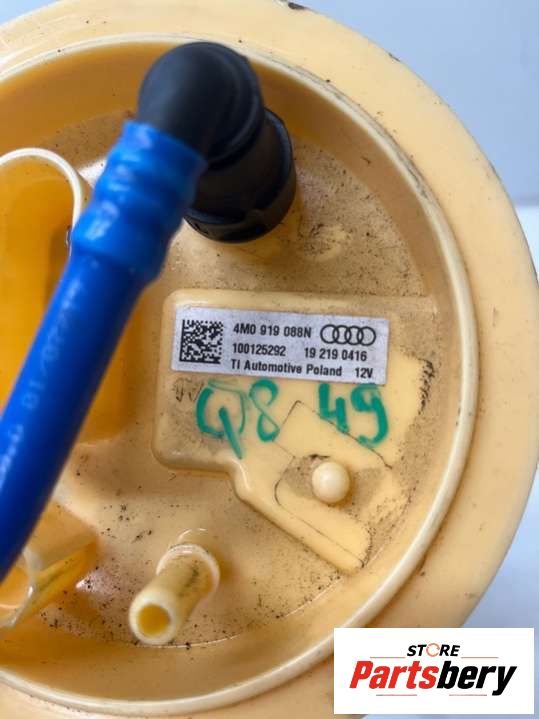 4M0 919 088N
100125292 19 219 0416
TI Automotive Poland 12V
Q8 49
STORE
Partsbery